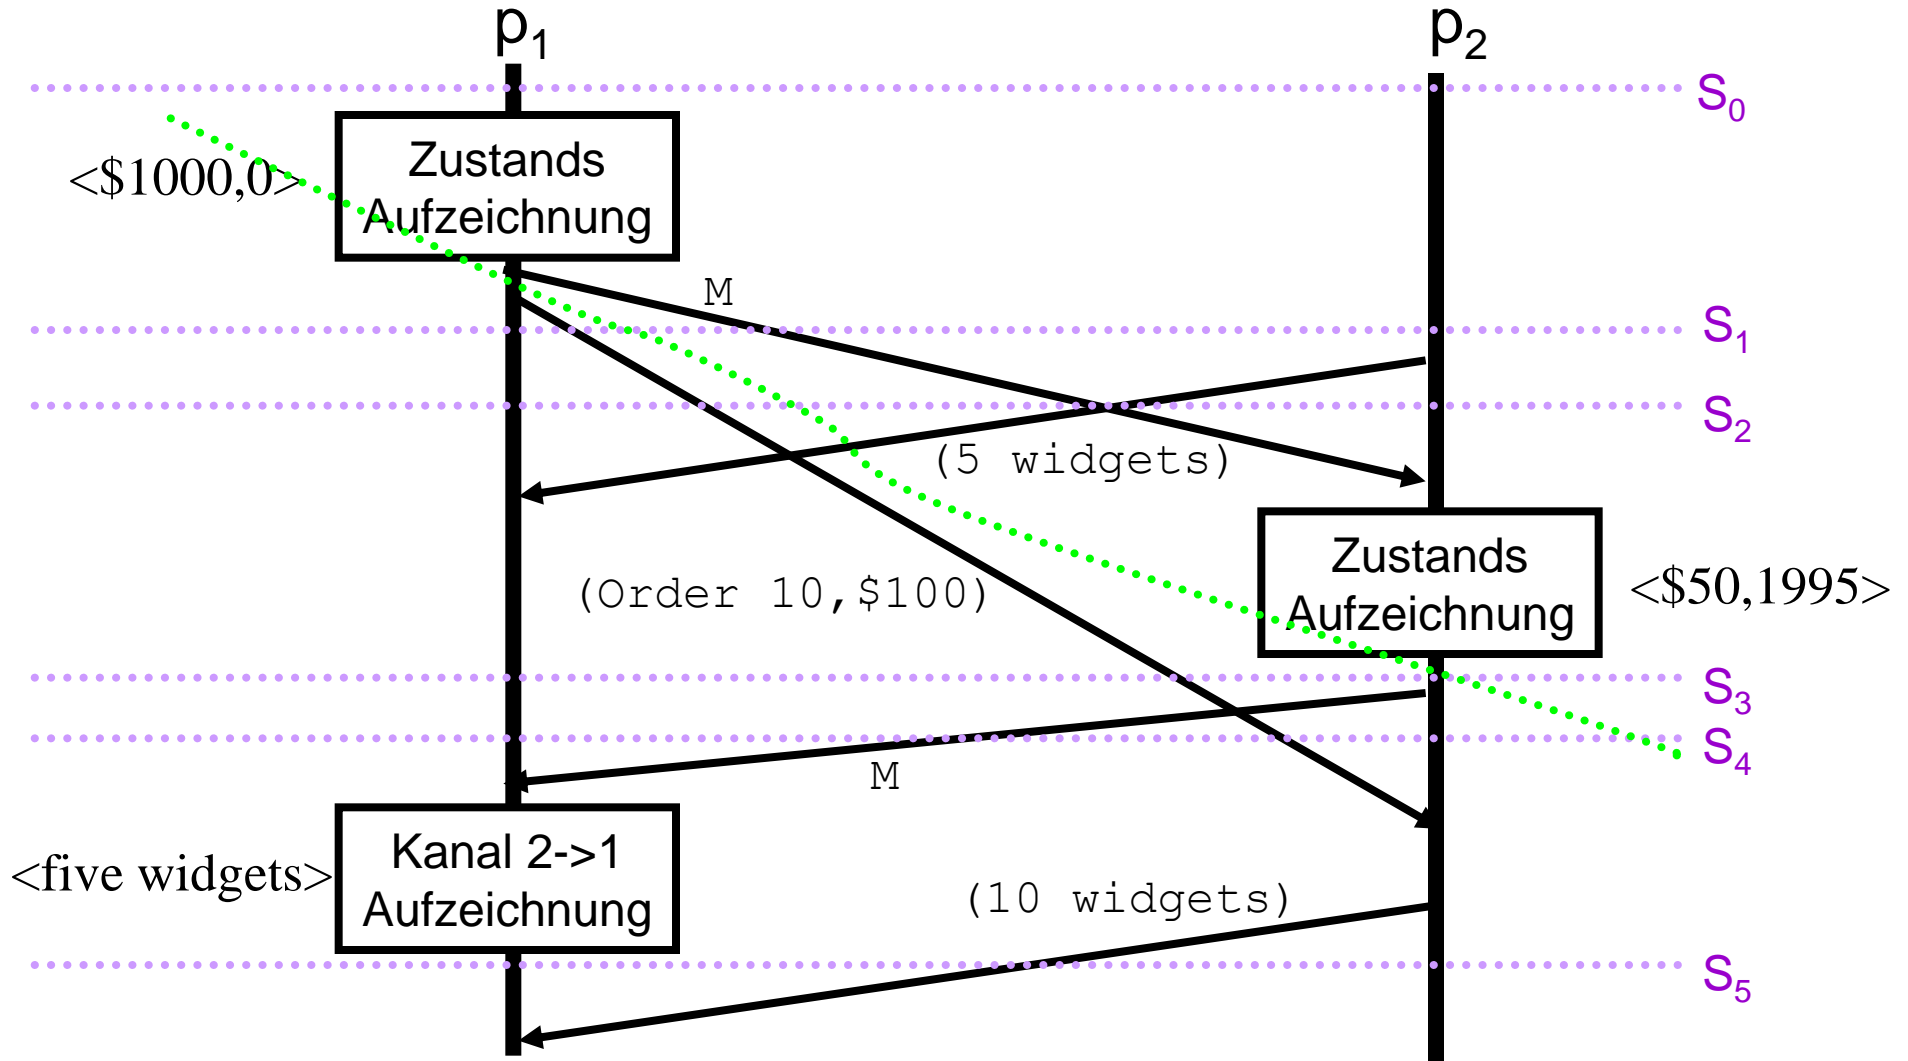 p1
p2
S0
Zustands
Aufzeichnung
<$1000,0>
M
S1
S2
(5 widgets)
Zustands
Aufzeichnung
<$50,1995>
(Order 10,$100)
S3
S4
M
Kanal 2->1
Aufzeichnung
<five widgets>
(10 widgets)
S5